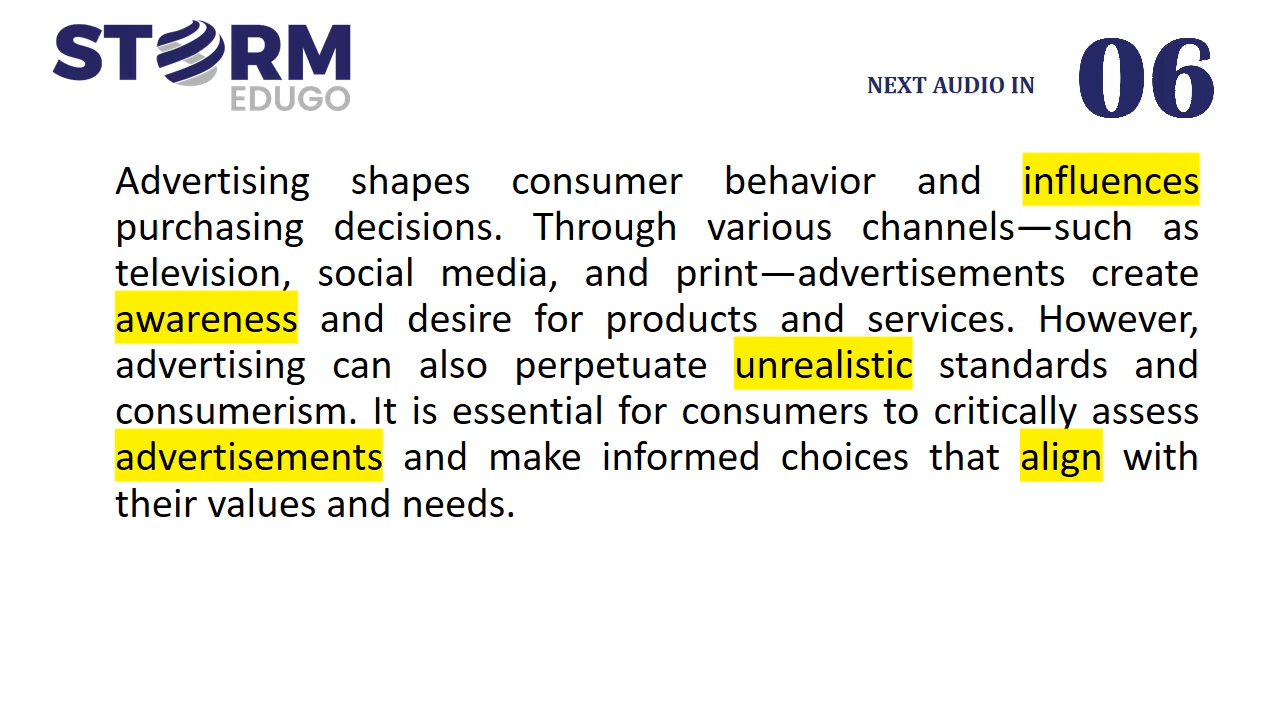 STORM
EDUGO
NEXT AUDIO IN 06
Advertising shapes consumer behavior and influences
purchasing decisions. Through various channels—such as
television, social media, and print—advertisements create
awareness and desire for products and services. However,
advertising can also perpetuate unrealistic standards and
consumerism. It is essential for consumers to critically assess
advertisements and make informed choices that align with
their values and needs.